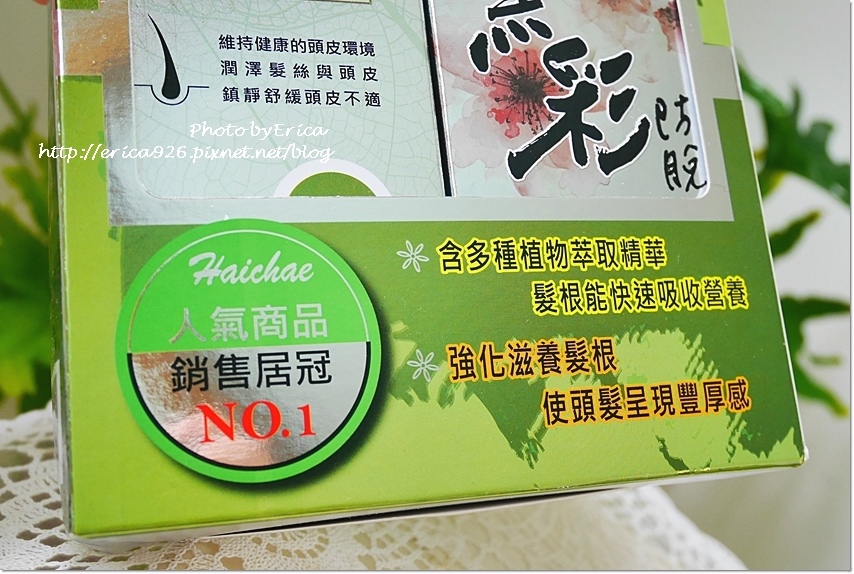 維持健康的頭皮環境
潤澤髮絲與頭皮
鎮靜舒緩頭皮不適
Photo by Erica
http://erica926.pixnet.net/blog
彩
防脫
Haichae
人氣商品
銷售居冠
NO.1
含多種植物萃取精華
髮根能快速吸收營養
強化滋養髮根
使頭髮呈現豐厚感